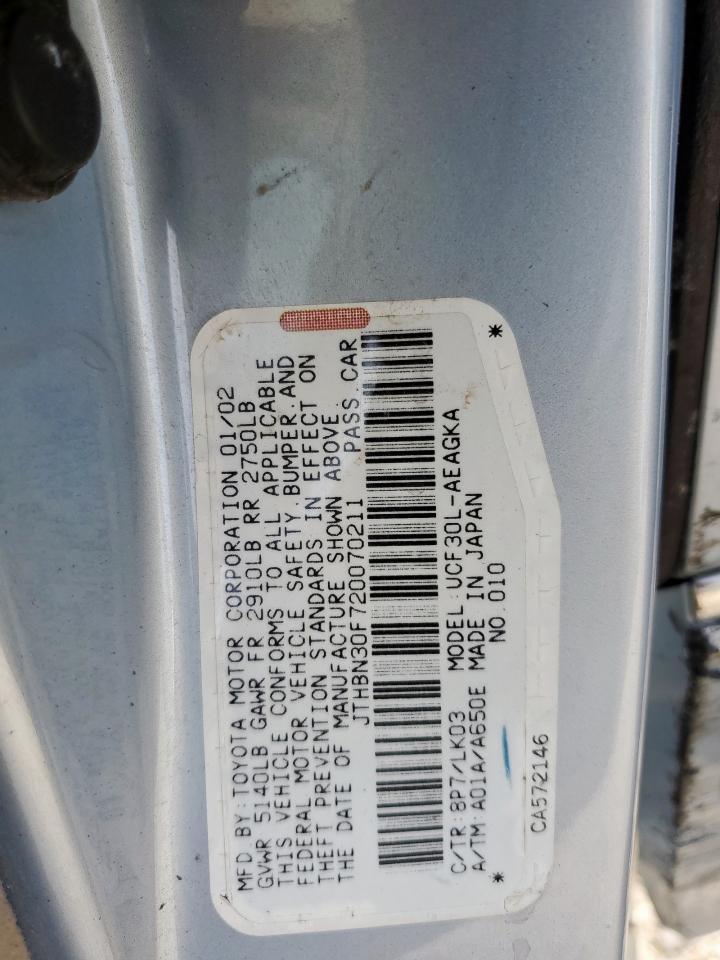 MFD. BY: TOYOTA MOTOR CORPORATION 01/02
GVWR 5140LB GAWR FR 2910LB RR 2750LB
THIS VEHICLE CONFORMS TO ALL APPLICABLE
FEDERAL MOTOR VEHICLE SAFETY, BUMPER, AND
THEFT PREVENTION STANDARDS IN EFFECT ON
THE DATE OF MANUFACTURE SHOWN ABOVE.
JTHBN30F720070211 PASS. CAR
C/TR: 8P7/LK03 MODEL: UCF30L-AEAGKA
A/TM: A01A/A650E MADE IN JAPAN
* NO. 010 *
CA572146